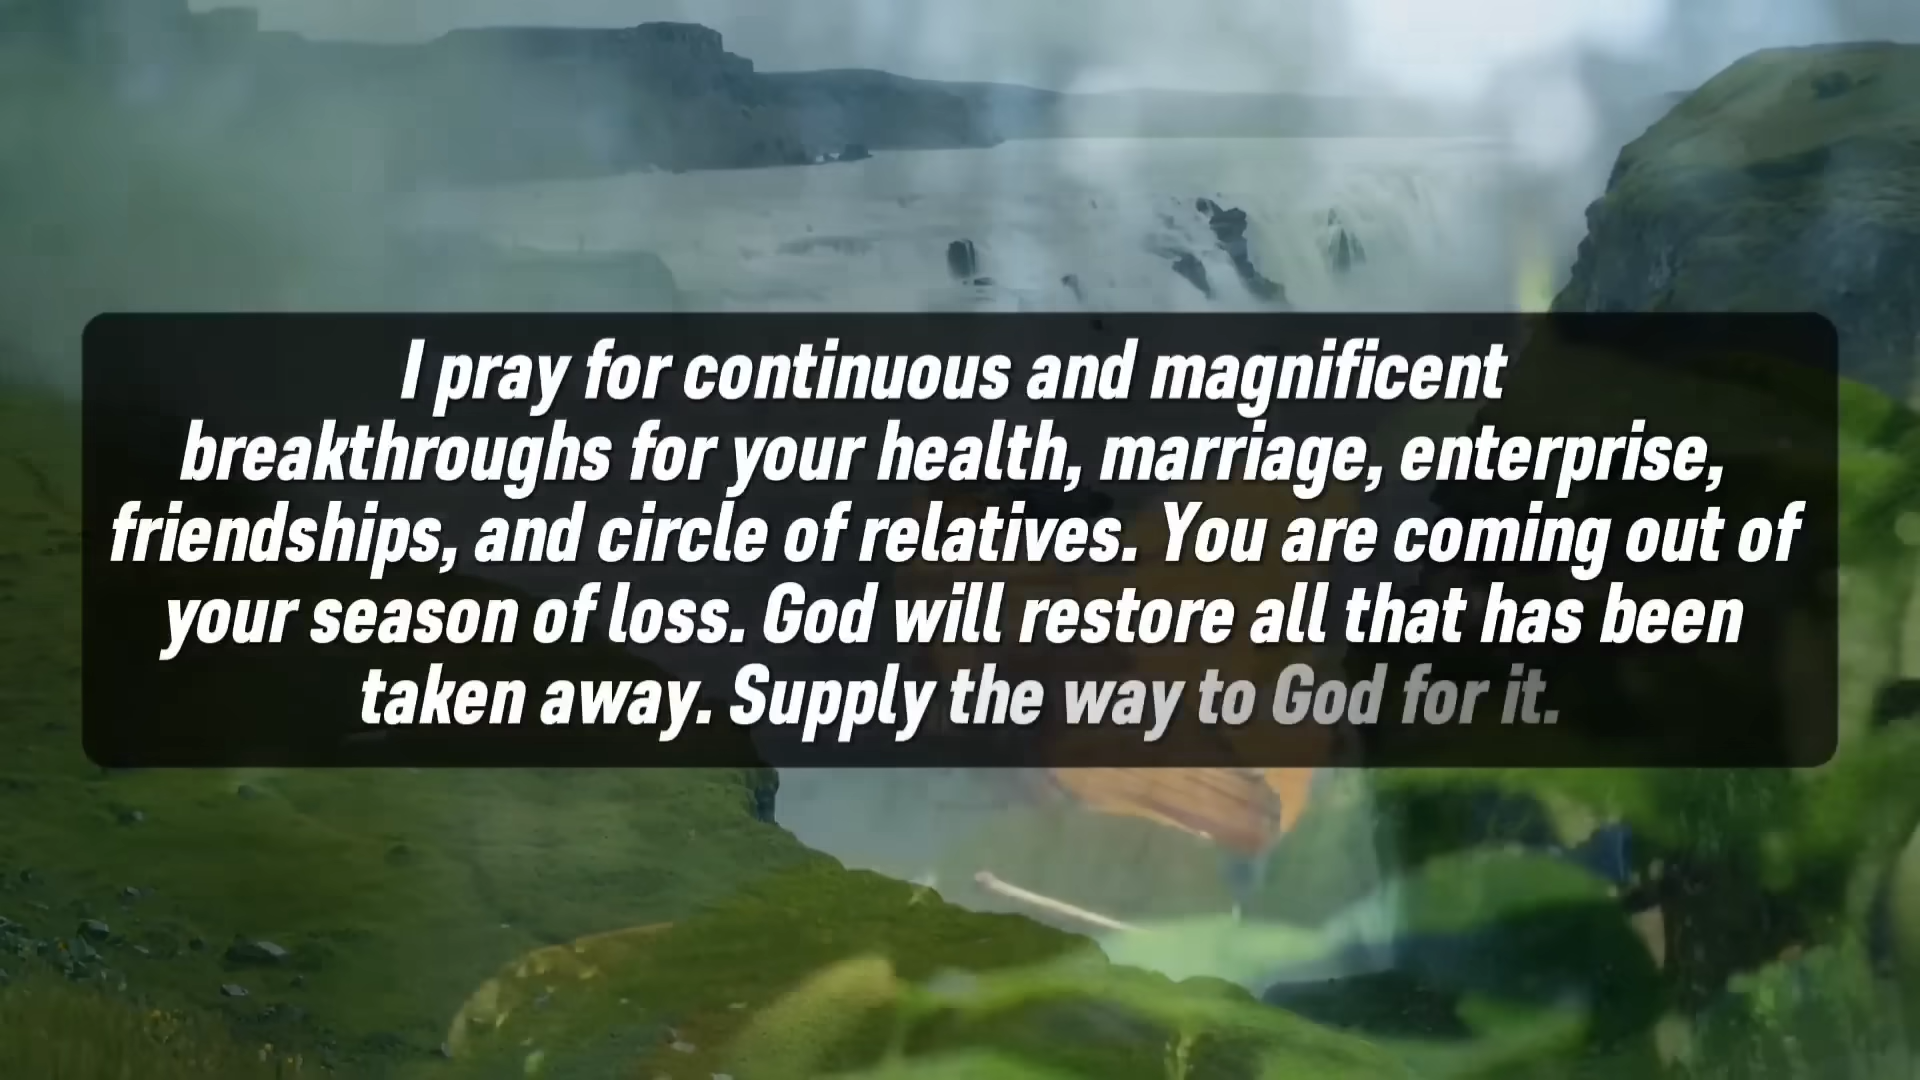 I pray for continuous and magnificent
breakthroughs for your health, marriage, enterprise,
friendships, and circle of relatives. You are coming out of
your season of loss. God will restore all that has been
taken away. Supply the way to God for it.